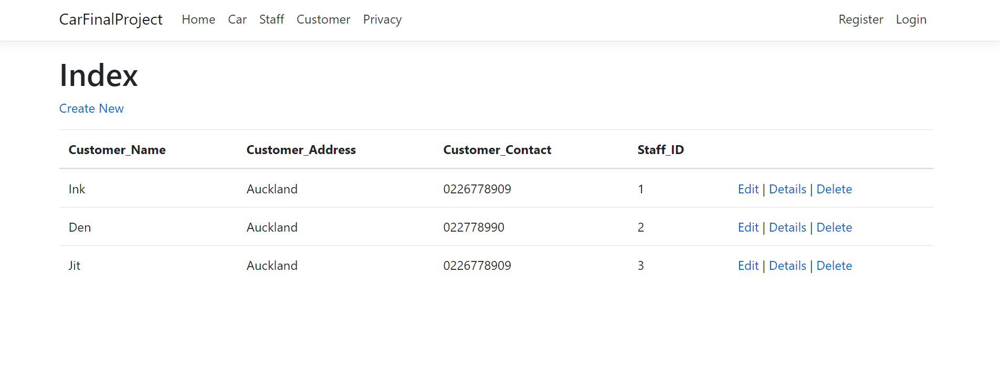 CarFinalProject Home Car Staff Customer Privacy Register Login
Index
Create New
Customer_Name Customer_Address Customer_Contact Staff_ID
Ink Auckland 0226778909 1 Edit | Details | Delete
Den Auckland 022778990 2 Edit | Details | Delete
Jit Auckland 0226778909 3 Edit | Details | Delete